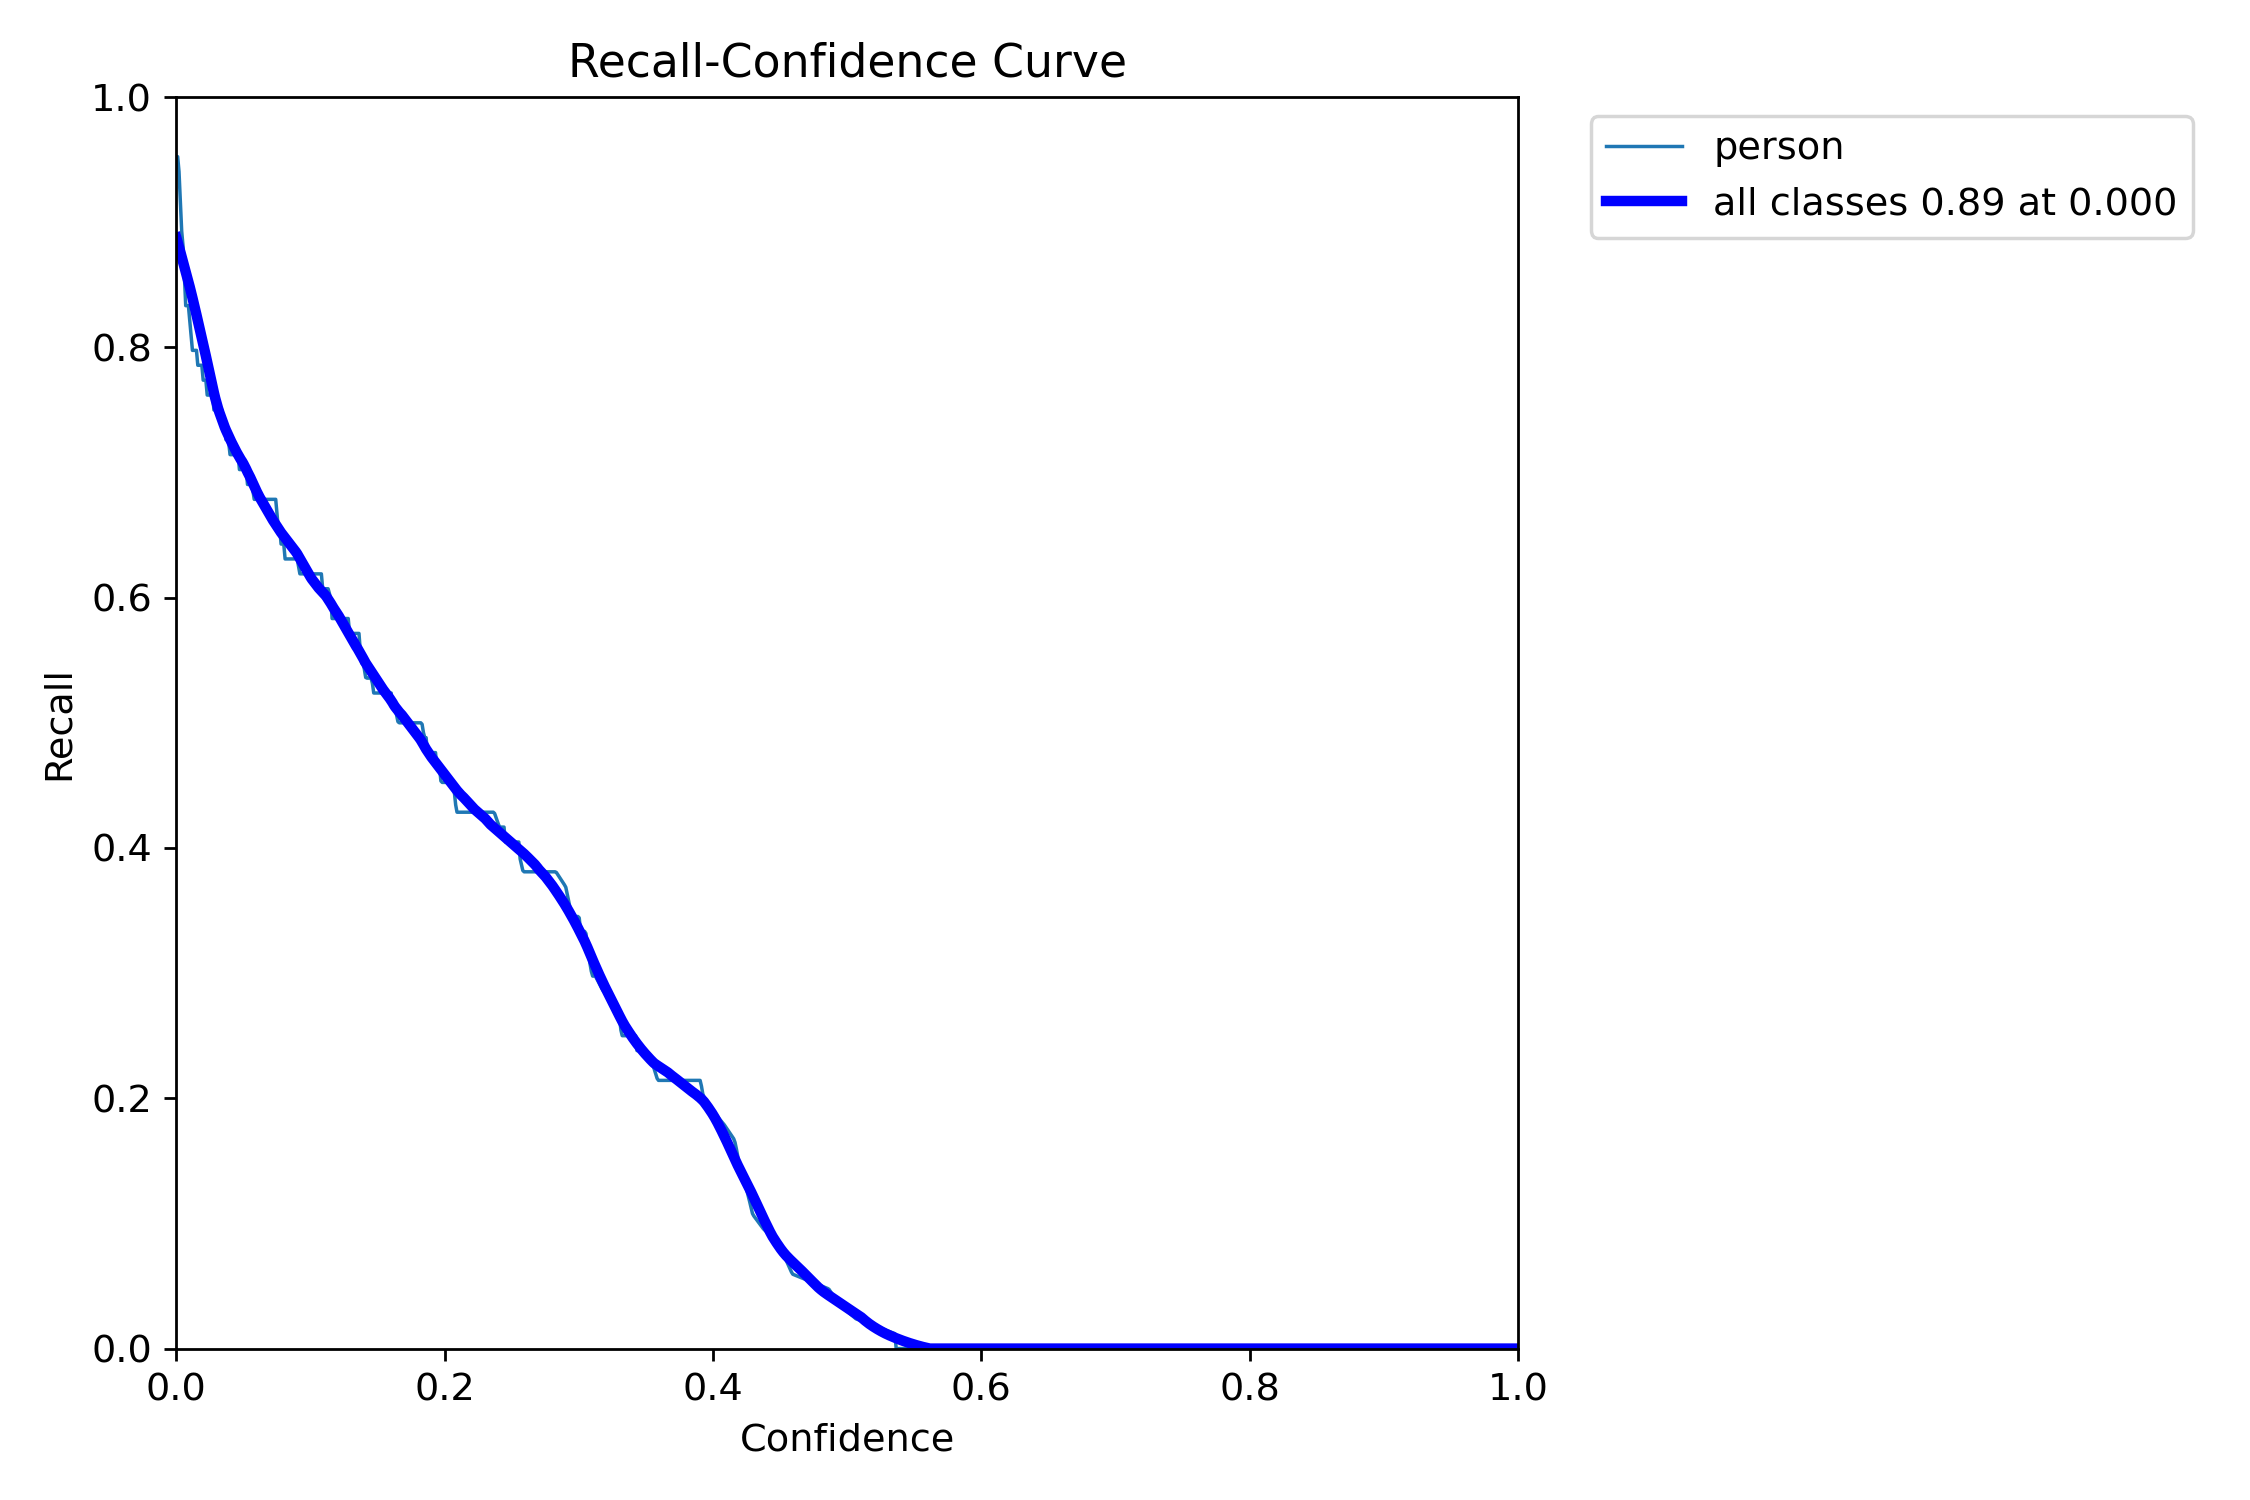 Recall-Confidence Curve
1.0
0.8
0.6
0.4
0.2
0.0
Recall
0.0 0.2 0.4 0.6 0.8 1.0
Confidence
person
all classes 0.89 at 0.000